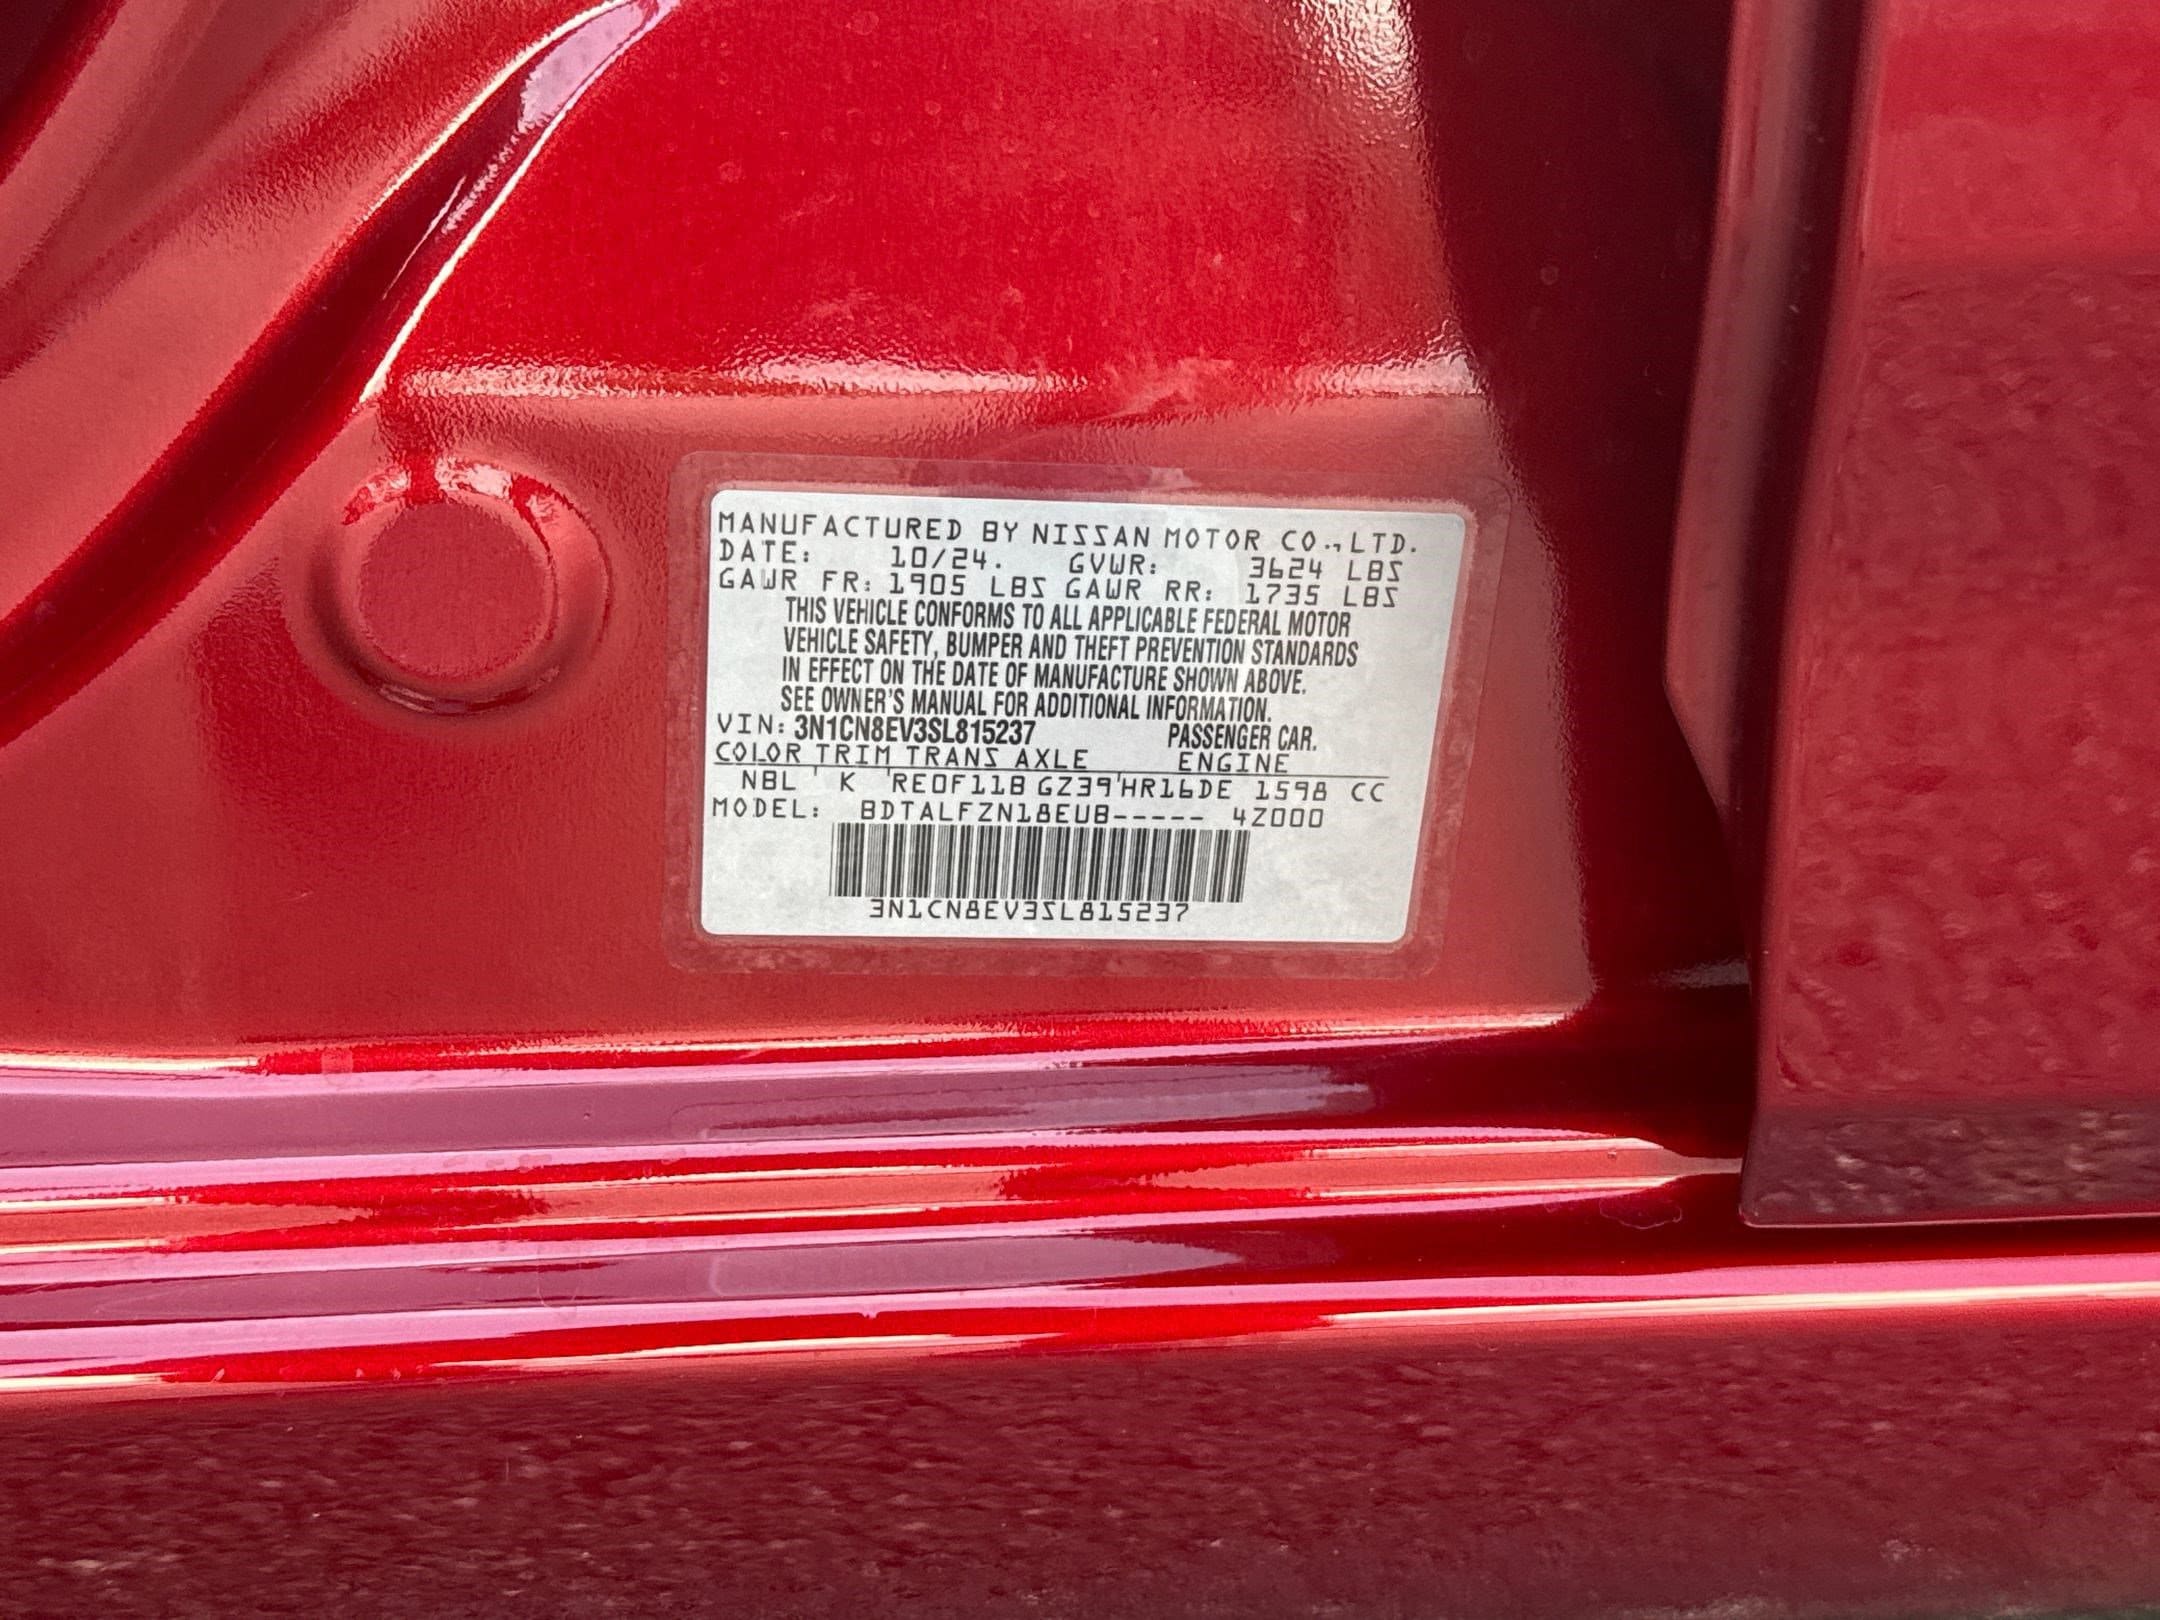 MANUFACTURED BY NISSAN MOTOR CO.,LTD.
DATE: 10/24. GVWR: 3624 LBS
GAWR FR: 1905 LBS GAWR RR: 1735 LBS
THIS VEHICLE CONFORMS TO ALL APPLICABLE FEDERAL MOTOR
VEHICLE SAFETY, BUMPER AND THEFT PREVENTION STANDARDS
IN EFFECT ON THE DATE OF MANUFACTURE SHOWN ABOVE.
SEE OWNER'S MANUAL FOR ADDITIONAL INFORMATION.
VIN: 3N1CN8EV3SL815237 PASSENGER CAR.
COLOR TRIM TRANS AXLE ENGINE
NBL K RE0F11B GZ39 HR16DE 1598 CC
MODEL: BDTALFZN18EUB----- 4Z000
3N1CN8EV3SL815237